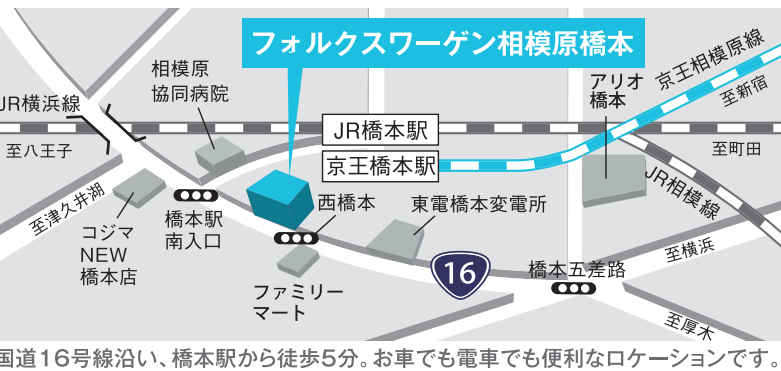 フォルクスワーゲン相模原橋本
京王相模原線
至新宿
相模原
協同病院
アリオ
橋本
JR横浜線
JR橋本駅
京王橋本駅
至八王子
至町田
JR相模線
至津久井湖
コジマ
NEW
橋本店
橋本駅
南入口
西橋本
東電橋本変電所
16
ファミリー
マート
橋本五差路
至横浜
至厚木
国道16号線沿い、橋本駅から徒歩5分。お車でも電車でも便利なロケーションです。